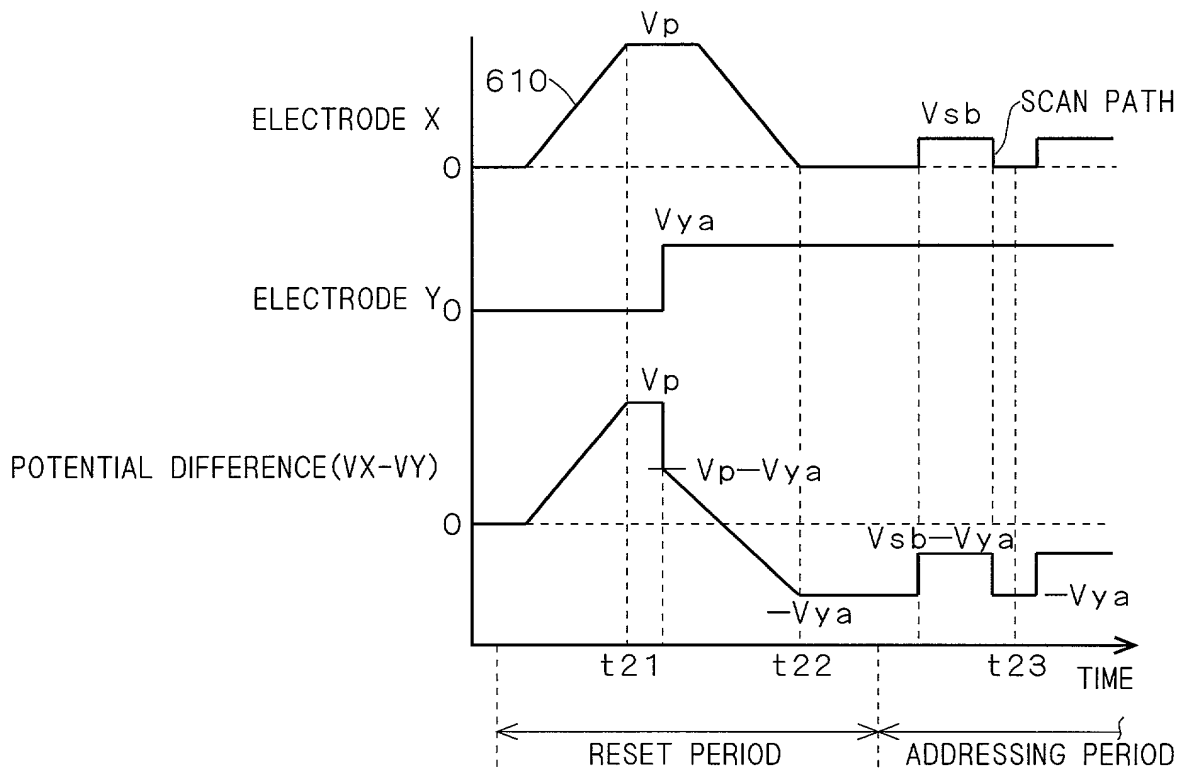 Vp
610
ELECTRODE X
Vsb
SCAN PATH
0
Vya
ELECTRODE Y
0
Vp
POTENTIAL DIFFERENCE(VX-VY)
Vp-Vya
0
Vsb-Vya
-Vya
-Vya
t21
t22
t23
TIME
RESET PERIOD
ADDRESSING PERIOD